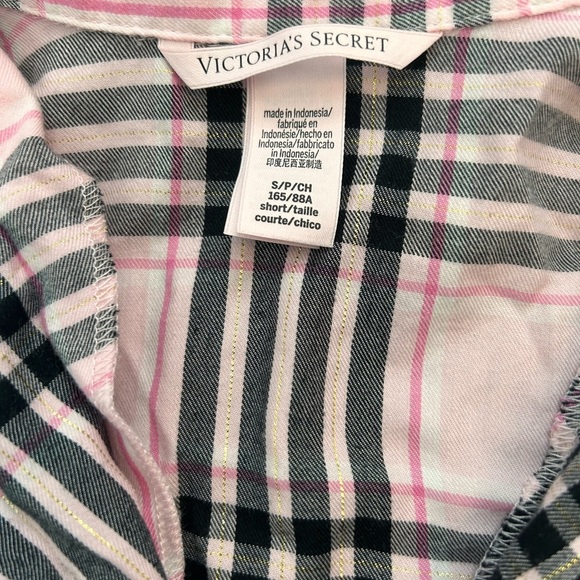 VICTORIA'S SECRET
made in Indonesia/
fabriqué en
Indonésie/hecho en
Indonesia/fabbricato
in Indonesia/
印度尼西亚制造
S/P/CH
165/88A
short/taille
courte/chico